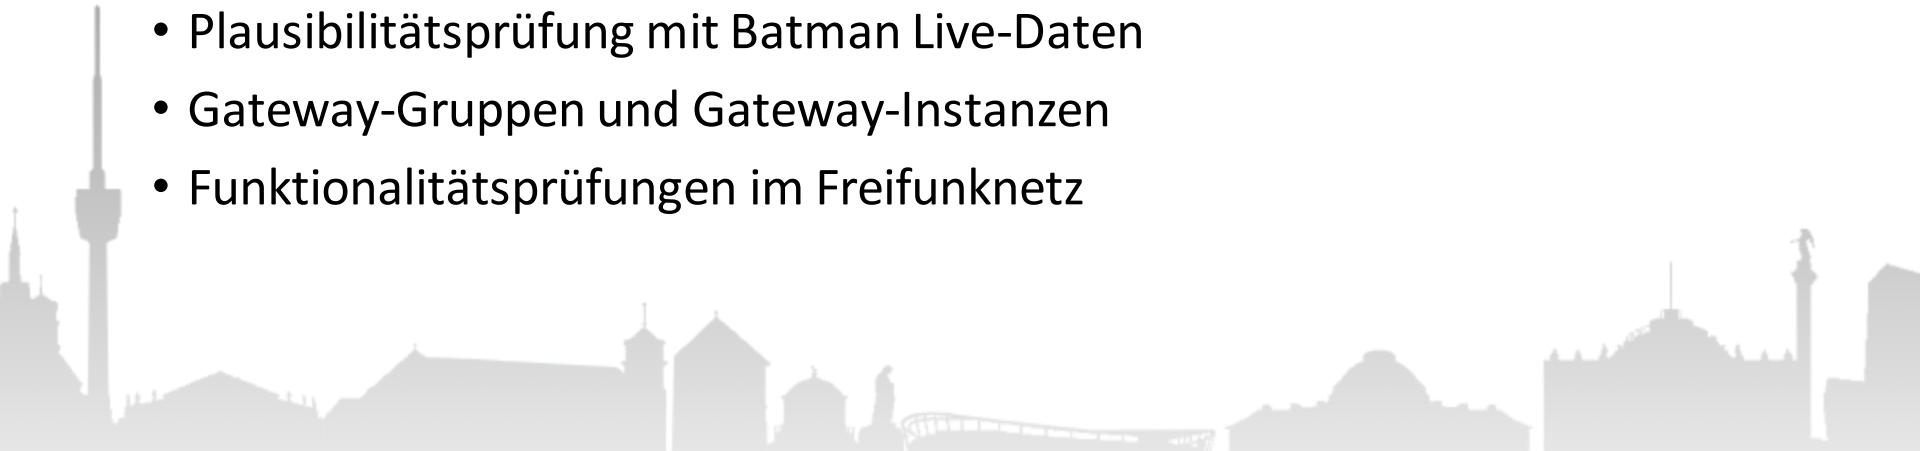 • Plausibilitätsprüfung mit Batman Live-Daten
• Gateway-Gruppen und Gateway-Instanzen
• Funktionalitätsprüfungen im Freifunknetz